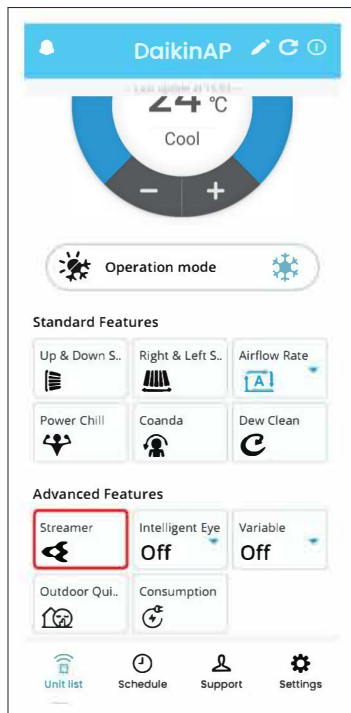 DaikinAP
24 °C
Cool
− +
Operation mode
Standard Features
Up & Down S..
Right & Left S..
Airflow Rate
A
Power Chill
Coanda
Dew Clean
Advanced Features
Streamer
Intelligent Eye
Off
Variable
Off
Outdoor Qui..
Consumption
Unit list
Schedule
Support
Settings